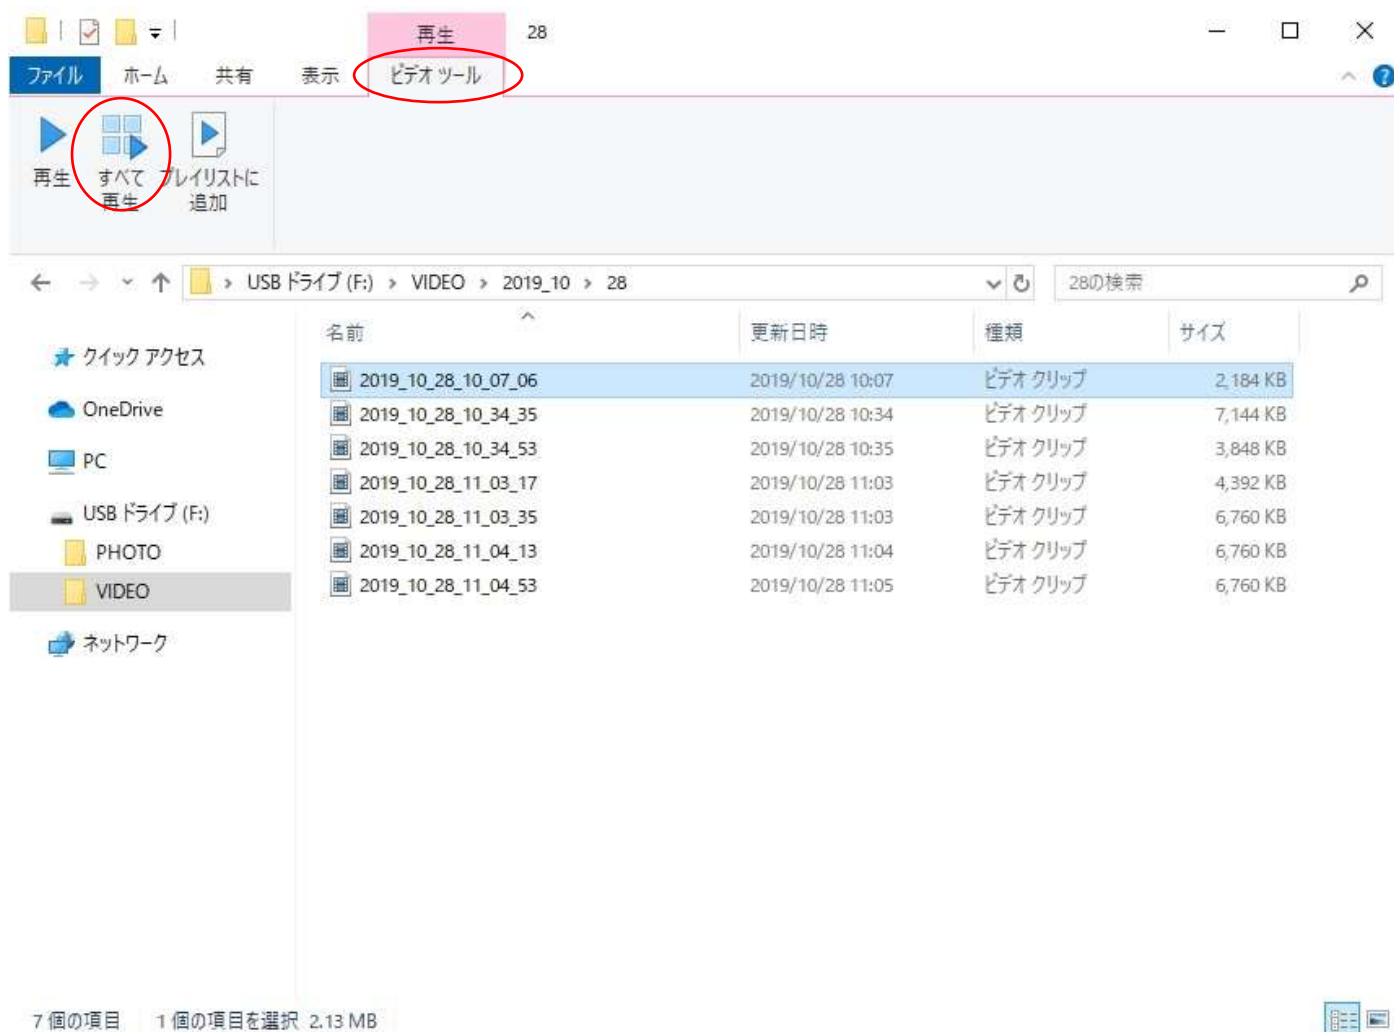 再生 28
ファイル ホーム 共有 表示 ビデオ ツール
再生 すべて再生 プレイリストに追加
USB ドライブ (F:) › VIDEO › 2019_10 › 28 28の検索
名前 更新日時 種類 サイズ
クイック アクセス
OneDrive
PC
USB ドライブ (F:)
PHOTO
VIDEO
ネットワーク
2019_10_28_10_07_06 2019/10/28 10:07 ビデオ クリップ 2,184 KB
2019_10_28_10_34_35 2019/10/28 10:34 ビデオ クリップ 7,144 KB
2019_10_28_10_34_53 2019/10/28 10:35 ビデオ クリップ 3,848 KB
2019_10_28_11_03_17 2019/10/28 11:03 ビデオ クリップ 4,392 KB
2019_10_28_11_03_35 2019/10/28 11:03 ビデオ クリップ 6,760 KB
2019_10_28_11_04_13 2019/10/28 11:04 ビデオ クリップ 6,760 KB
2019_10_28_11_04_53 2019/10/28 11:05 ビデオ クリップ 6,760 KB
7 個の項目 1 個の項目を選択 2.13 MB